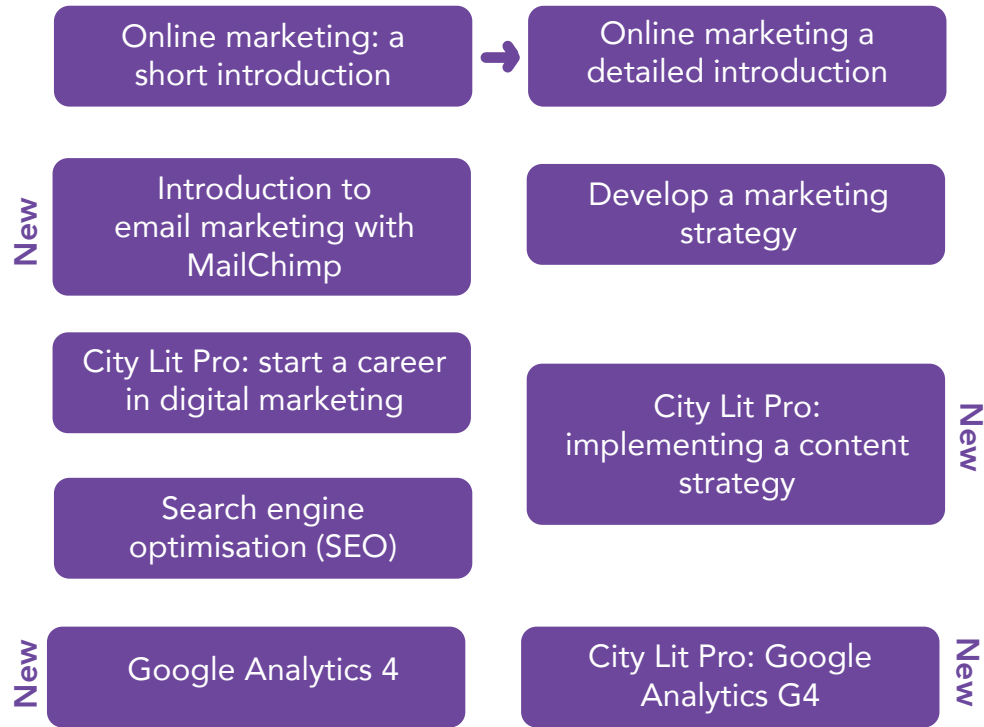 Online marketing: a
short introduction
Online marketing a
detailed introduction
New
Introduction to
email marketing with
MailChimp
Develop a marketing
strategy
City Lit Pro: start a career
in digital marketing
City Lit Pro:
implementing a content
strategy
New
Search engine
optimisation (SEO)
New
Google Analytics 4
City Lit Pro: Google
Analytics G4
New